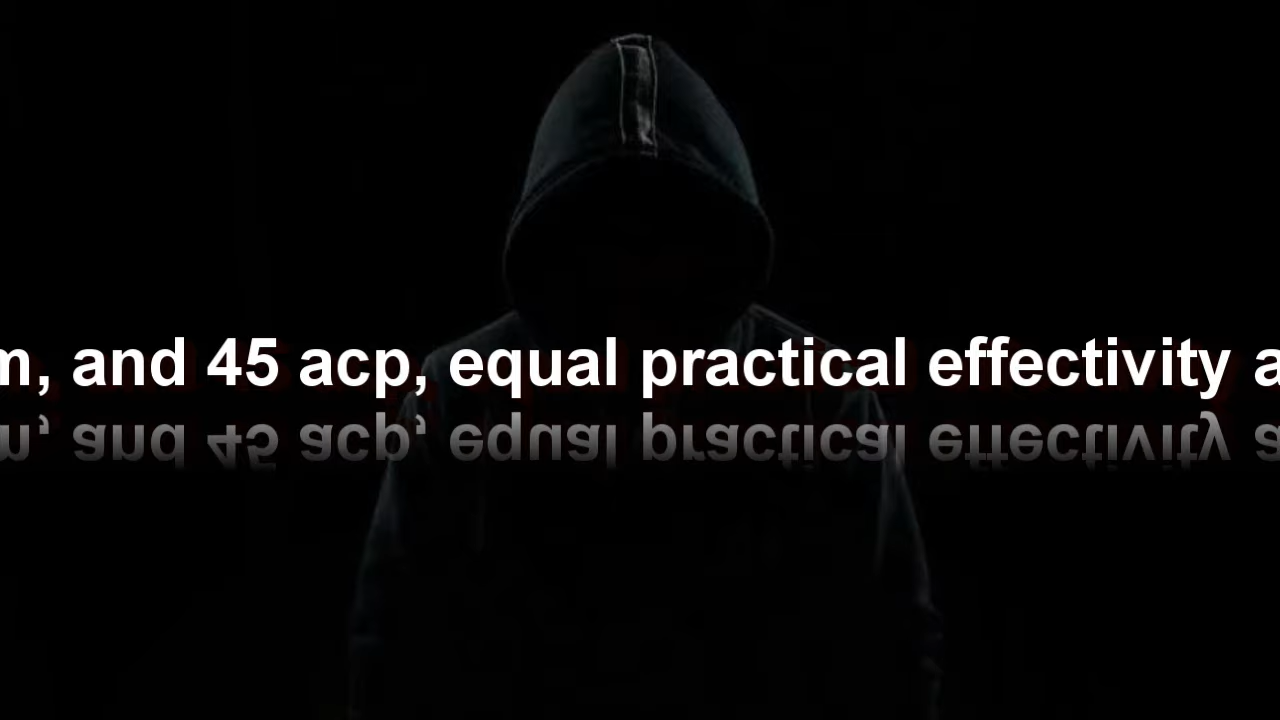 m, and 45 acp, equal practical effectivity a